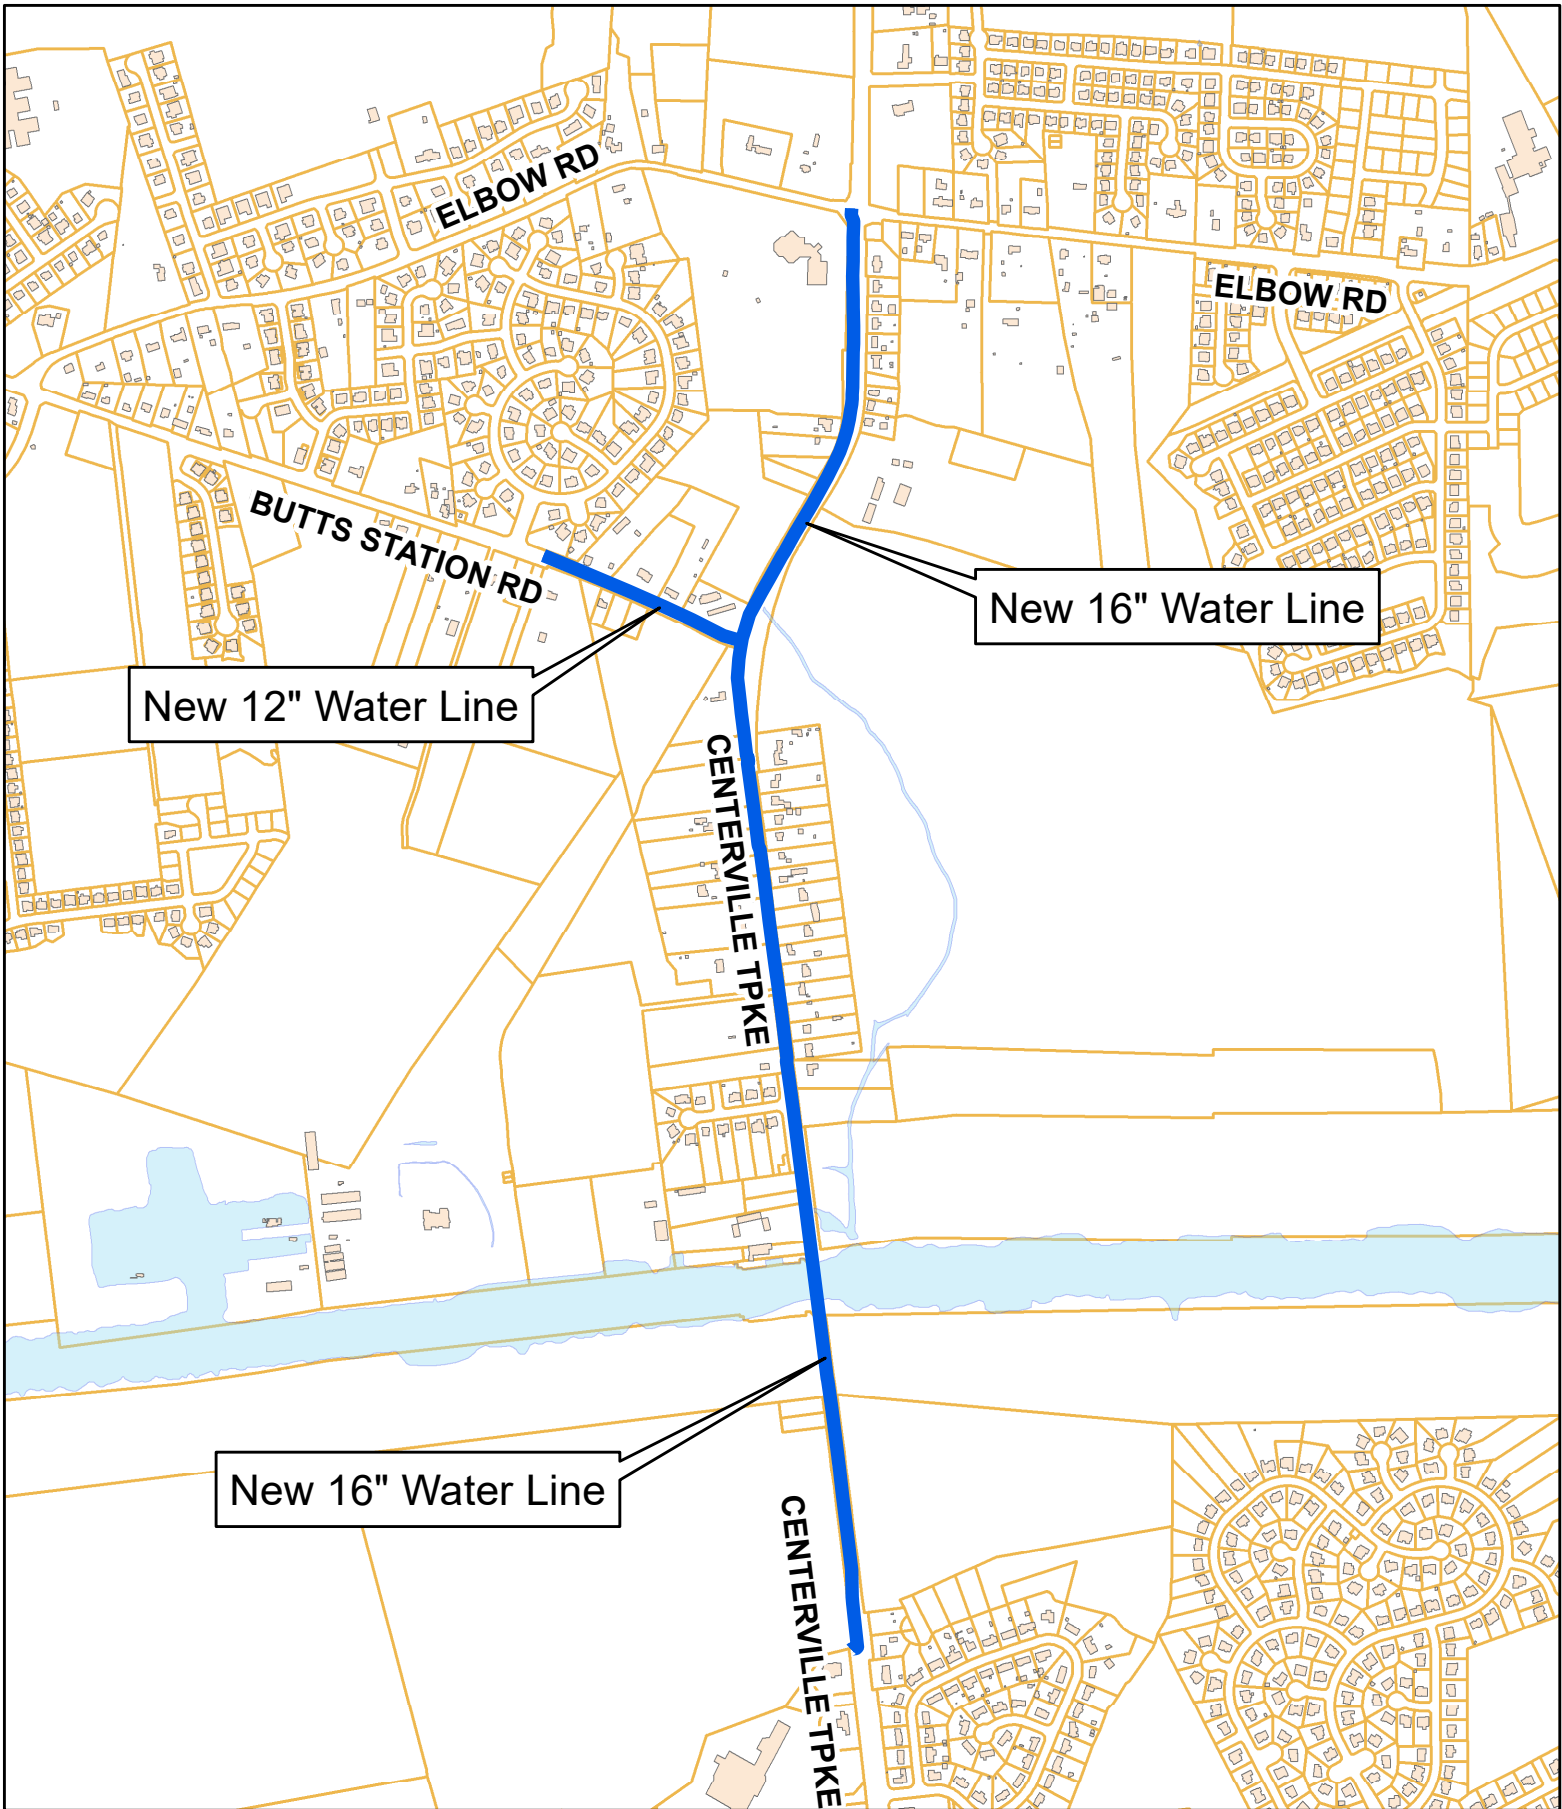 ELBOW RD
ELBOW RD
BUTTS STATION RD
New 16" Water Line
New 12" Water Line
CENTERVILLE TPKE
New 16" Water Line
CENTERVILLE TPKE